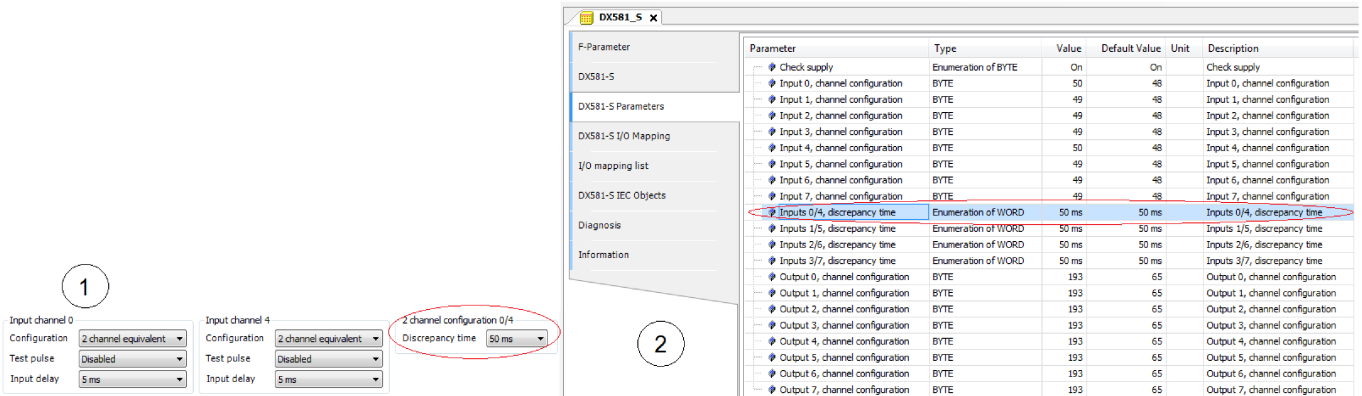 1
Input channel 0
Configuration 2 channel equivalent
Test pulse Disabled
Input delay 5 ms
Input channel 4
Configuration 2 channel equivalent
Test pulse Disabled
Input delay 5 ms
2 channel configuration 0/4
Discrepancy time 50 ms
DX581_S X
F-Parameter
DX581-S
DX581-S Parameters
DX581-S I/O Mapping
I/O mapping list
DX581-S IEC Objects
Diagnosis
Information
2
Parameter Type Value Default Value Unit Description
Check supply Enumeration of BYTE On On Check supply
Input 0, channel configuration BYTE 50 48 Input 0, channel configuration
Input 1, channel configuration BYTE 49 48 Input 1, channel configuration
Input 2, channel configuration BYTE 49 48 Input 2, channel configuration
Input 3, channel configuration BYTE 49 48 Input 3, channel configuration
Input 4, channel configuration BYTE 50 48 Input 4, channel configuration
Input 5, channel configuration BYTE 49 48 Input 5, channel configuration
Input 6, channel configuration BYTE 49 48 Input 6, channel configuration
Input 7, channel configuration BYTE 49 48 Input 7, channel configuration
Inputs 0/4, discrepancy time Enumeration of WORD 50 ms 50 ms Inputs 0/4, discrepancy time
Inputs 1/5, discrepancy time Enumeration of WORD 50 ms 50 ms Inputs 1/5, discrepancy time
Inputs 2/6, discrepancy time Enumeration of WORD 50 ms 50 ms Inputs 2/6, discrepancy time
Inputs 3/7, discrepancy time Enumeration of WORD 50 ms 50 ms Inputs 3/7, discrepancy time
Output 0, channel configuration BYTE 193 65 Output 0, channel configuration
Output 1, channel configuration BYTE 193 65 Output 1, channel configuration
Output 2, channel configuration BYTE 193 65 Output 2, channel configuration
Output 3, channel configuration BYTE 193 65 Output 3, channel configuration
Output 4, channel configuration BYTE 193 65 Output 4, channel configuration
Output 5, channel configuration BYTE 193 65 Output 5, channel configuration
Output 6, channel configuration BYTE 193 65 Output 6, channel configuration
Output 7, channel configuration BYTE 193 65 Output 7, channel configuration